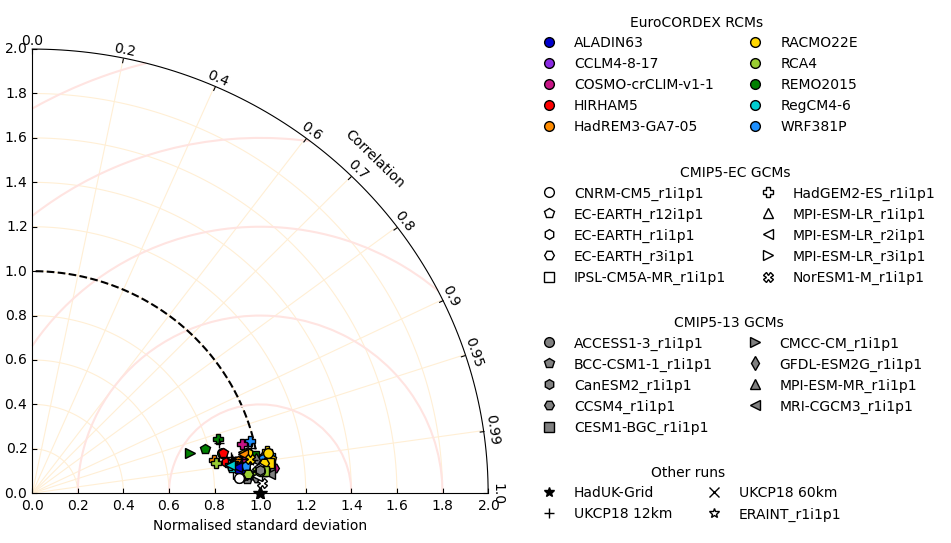 0.0
0.2
0.4
0.6
0.7
0.8
0.9
0.95
0.99
1.0
Correlation
2.0
1.8
1.6
1.4
1.2
1.0
0.8
0.6
0.4
0.2
0.0
0.0 0.2 0.4 0.6 0.8 1.0 1.2 1.4 1.6 1.8 2.0
Normalised standard deviation
EuroCORDEX RCMs
ALADIN63 RACMO22E
CCLM4-8-17 RCA4
COSMO-crCLIM-v1-1 REMO2015
HIRHAM5 RegCM4-6
HadREM3-GA7-05 WRF381P
CMIP5-EC GCMs
CNRM-CM5_r1i1p1 HadGEM2-ES_r1i1p1
EC-EARTH_r12i1p1 MPI-ESM-LR_r1i1p1
EC-EARTH_r1i1p1 MPI-ESM-LR_r2i1p1
EC-EARTH_r3i1p1 MPI-ESM-LR_r3i1p1
IPSL-CM5A-MR_r1i1p1 NorESM1-M_r1i1p1
CMIP5-13 GCMs
ACCESS1-3_r1i1p1 CMCC-CM_r1i1p1
BCC-CSM1-1_r1i1p1 GFDL-ESM2G_r1i1p1
CanESM2_r1i1p1 MPI-ESM-MR_r1i1p1
CCSM4_r1i1p1 MRI-CGCM3_r1i1p1
CESM1-BGC_r1i1p1
Other runs
HadUK-Grid UKCP18 60km
UKCP18 12km ERAINT_r1i1p1